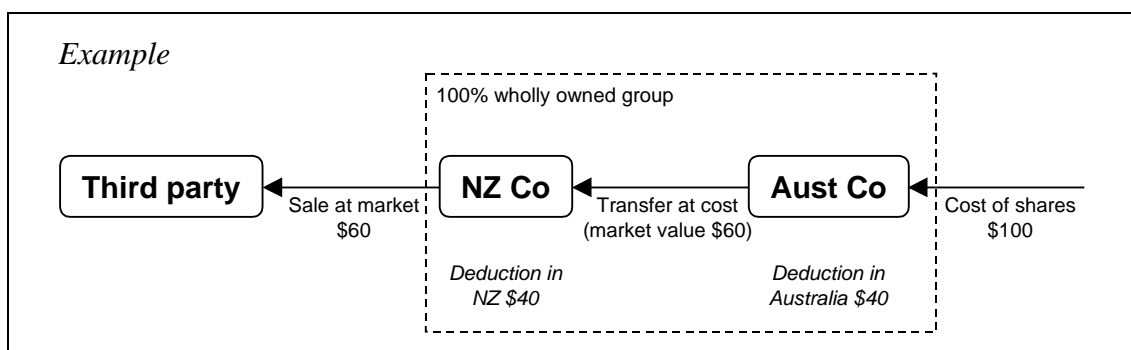 Example
100% wholly owned group
Third party
NZ Co
Aust Co
Sale at market
$60
Transfer at cost
(market value $60)
Cost of shares
$100
Deduction in
NZ $40
Deduction in
Australia $40